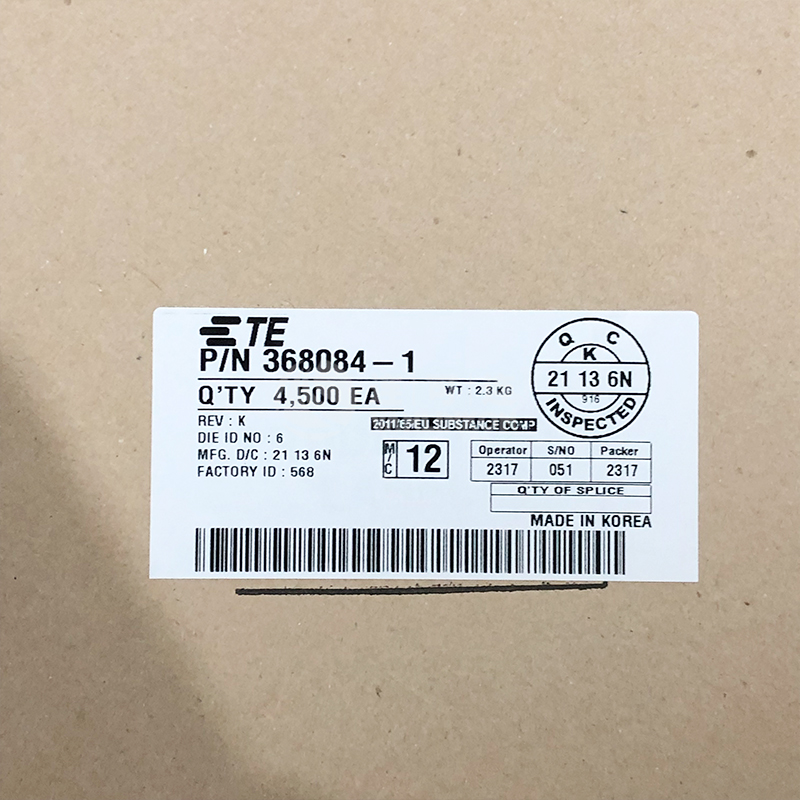 TE
P/N 368084-1
Q'TY 4,500 EA
WT : 2.3 KG
REV : K
DIE ID NO : 6
MFG. D/C : 21 13 6N
FACTORY ID : 568
2011/65/EU SUBSTANCE COMP
M/C 12
Q C
K
21 13 6N
916
INSPECTED
Operator S/NO Packer
2317 051 2317
Q'TY OF SPLICE
MADE IN KOREA